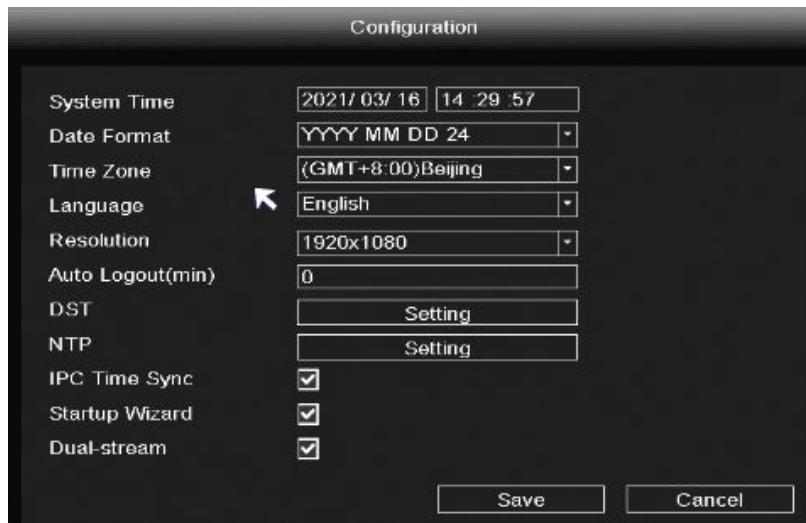 Configuration
System Time 2021/ 03/ 16 14 :29 :57
Date Format YYYY MM DD 24
Time Zone (GMT+8:00)Beijing
Language English
Resolution 1920x1080
Auto Logout(min) 0
DST Setting
NTP Setting
IPC Time Sync
Startup Wizard
Dual-stream
Save Cancel